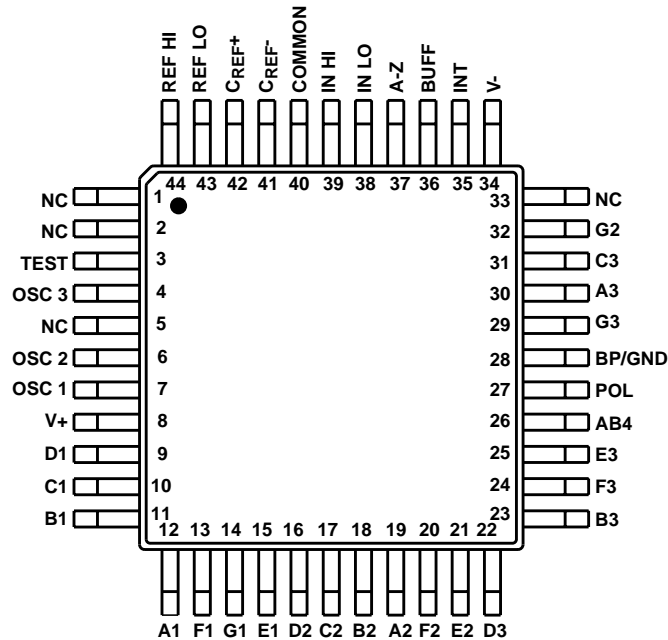 REF HI
REF LO
CREF+
CREF-
COMMON
IN HI
IN LO
A-Z
BUFF
INT
V-
44 43 42 41 40 39 38 37 36 35 34
NC 1
NC 2
TEST 3
OSC 3 4
NC 5
OSC 2 6
OSC 1 7
V+ 8
D1 9
C1 10
B1 11
33 NC
32 G2
31 C3
30 A3
29 G3
28 BP/GND
27 POL
26 AB4
25 E3
24 F3
23 B3
12 13 14 15 16 17 18 19 20 21 22
A1 F1 G1 E1 D2 C2 B2 A2 F2 E2 D3